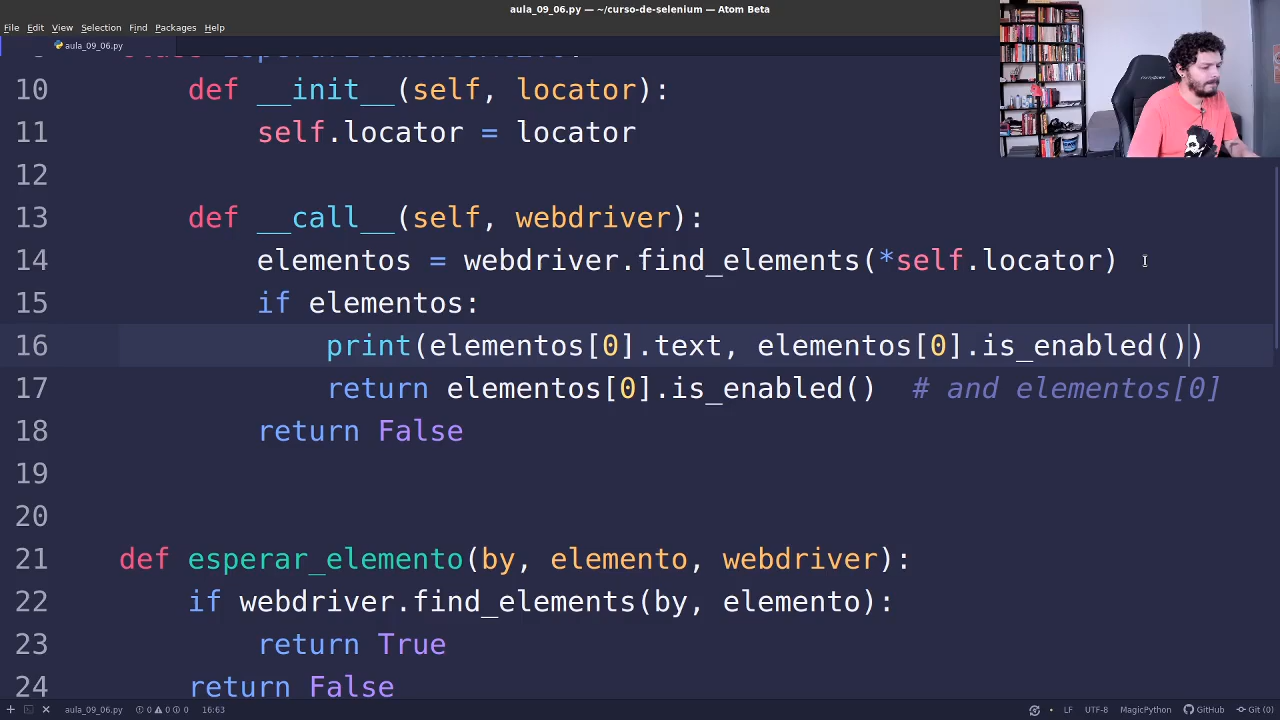 aula_09_06.py — ~/curso-de-selenium — Atom Beta
File Edit View Selection Find Packages Help
aula_09_06.py
10 def __init__(self, locator):
11 self.locator = locator
12
13 def __call__(self, webdriver):
14 elementos = webdriver.find_elements(*self.locator)
15 if elementos:
16 print(elementos[0].text, elementos[0].is_enabled())
17 return elementos[0].is_enabled()  # and elementos[0]
18 return False
19
20
21 def esperar_elemento(by, elemento, webdriver):
22 if webdriver.find_elements(by, elemento):
23 return True
24 return False
aula_09_06.py 0 0 0 16:63 LF UTF-8 MagicPython GitHub Git (0)